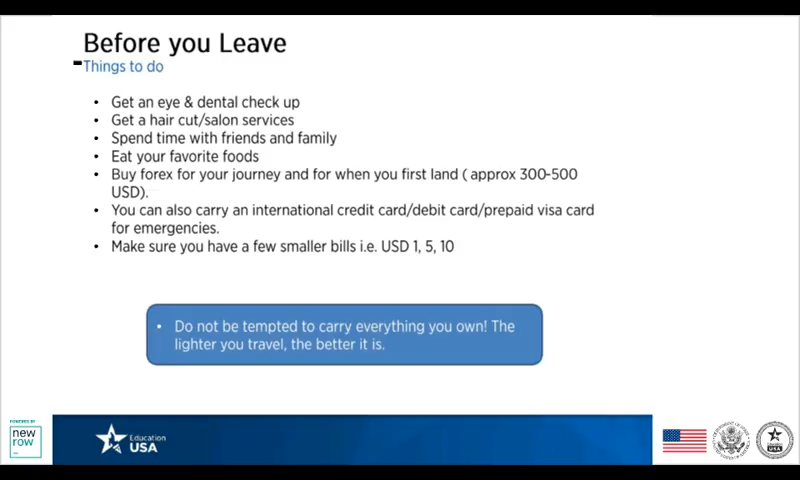 Before you Leave
Things to do
• Get an eye & dental check up
• Get a hair cut/salon services
• Spend time with friends and family
• Eat your favorite foods
• Buy forex for your journey and for when you first land ( approx 300-500
USD).
• You can also carry an international credit card/debit card/prepaid visa card
for emergencies.
• Make sure you have a few smaller bills i.e. USD 1, 5, 10
• Do not be tempted to carry everything you own! The
lighter you travel, the better it is.
POWERED BY
new
row_
Education
USA